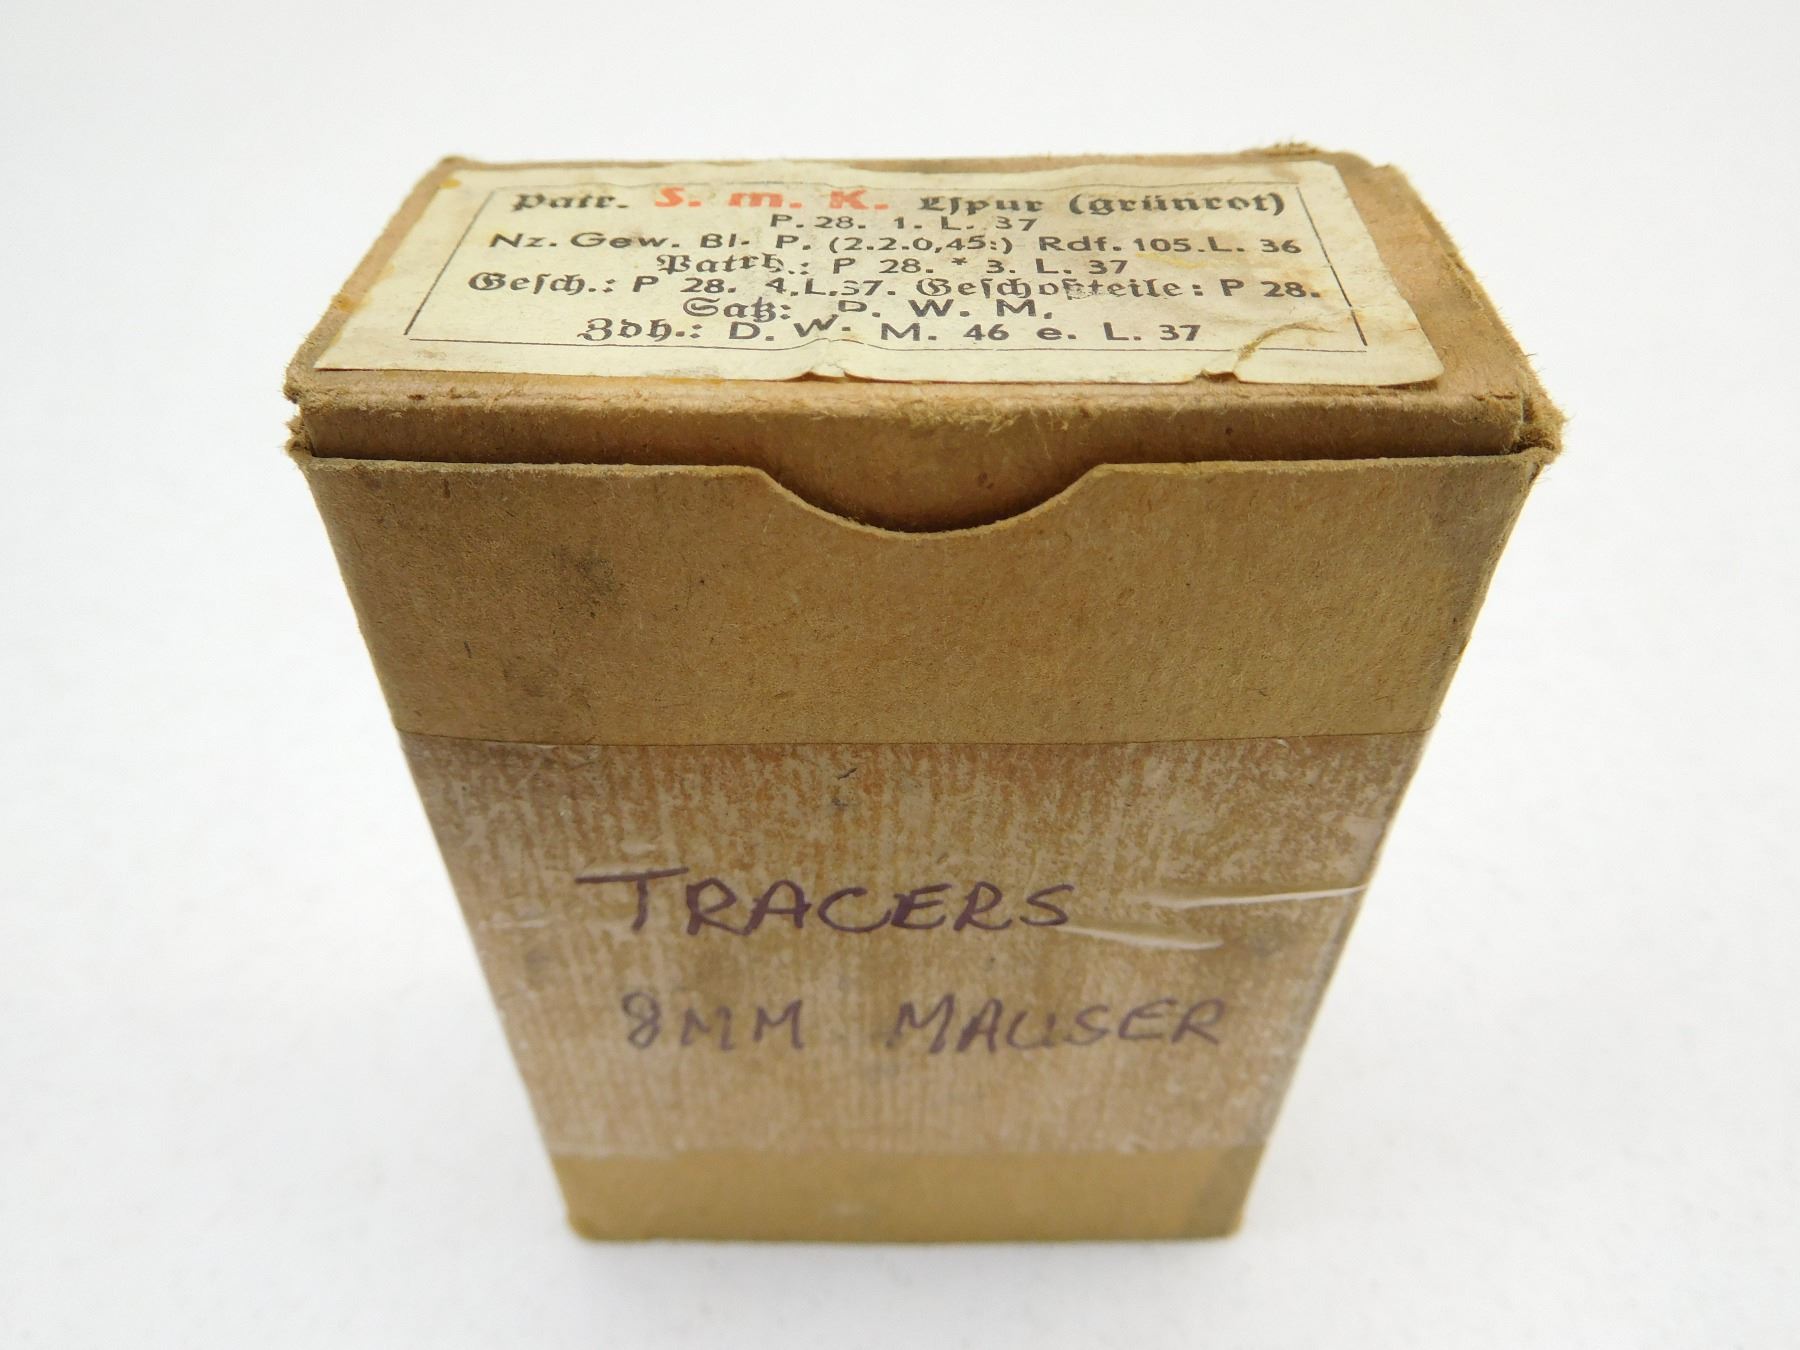 Patr. S. m. K. Lspur (grünrot)
P. 28. 1. L. 37
Nz. Gew. Bl. P. (2.2.0,45:) Rdf. 105. L. 36
Patrh.: P 28. * 3. L. 37
Gesch.: P 28. 4. L. 37. Geschoßteile: P 28.
Satz: D. W. M.
Zdh.: D. W. M. 46 e. L. 37
TRACERS
8MM MAUSER